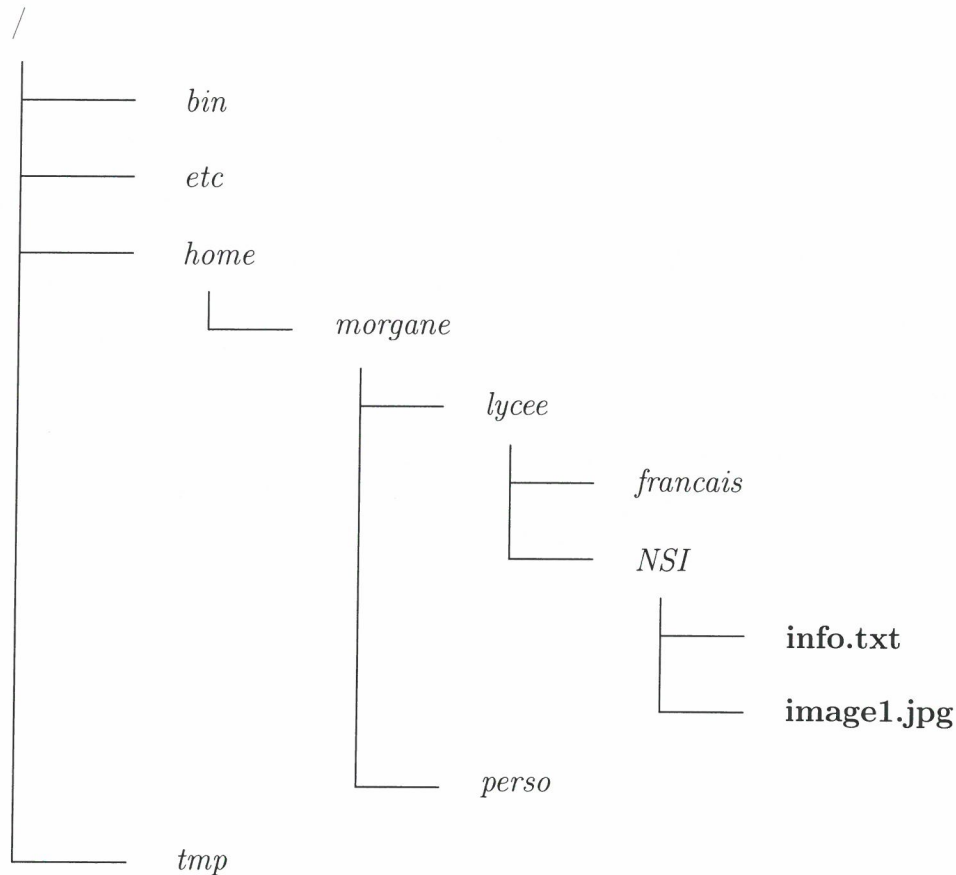 /
bin
etc
home
morgane
lycee
francais
NSI
info.txt
image1.jpg
perso
tmp